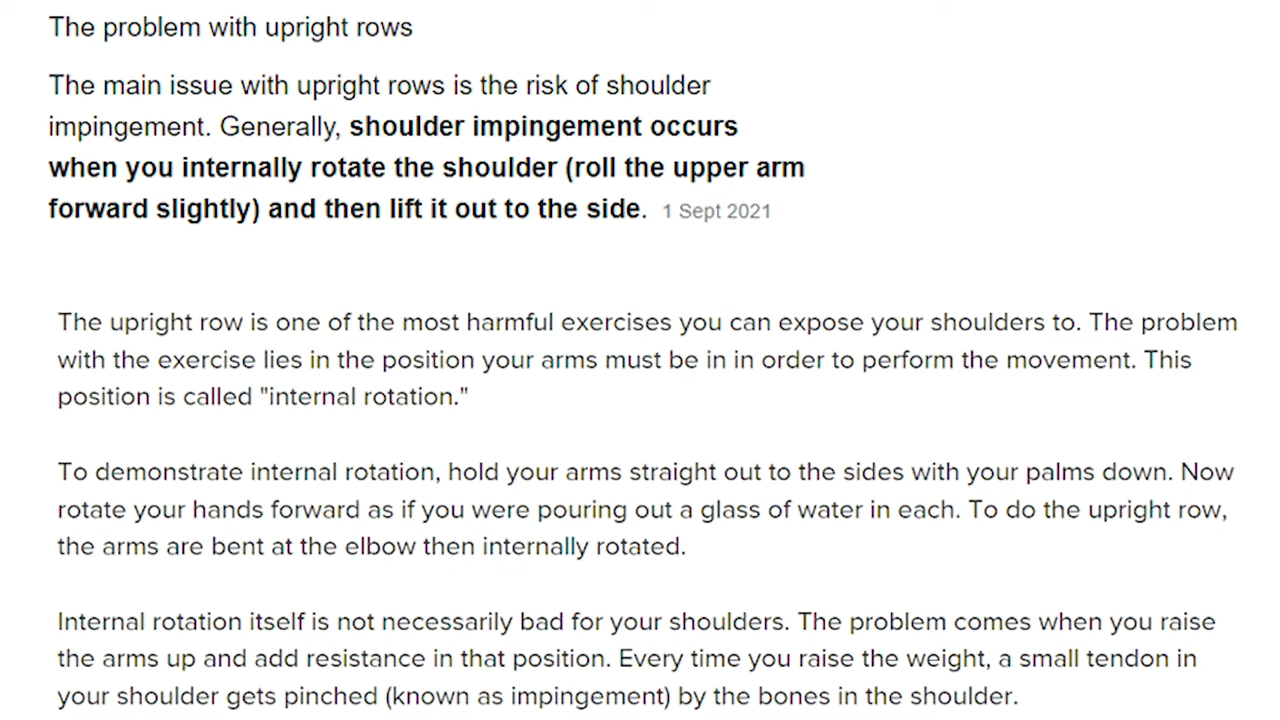 The problem with upright rows
The main issue with upright rows is the risk of shoulder
impingement. Generally, shoulder impingement occurs
when you internally rotate the shoulder (roll the upper arm
forward slightly) and then lift it out to the side. 1 Sept 2021
The upright row is one of the most harmful exercises you can expose your shoulders to. The problem
with the exercise lies in the position your arms must be in in order to perform the movement. This
position is called "internal rotation."
To demonstrate internal rotation, hold your arms straight out to the sides with your palms down. Now
rotate your hands forward as if you were pouring out a glass of water in each. To do the upright row,
the arms are bent at the elbow then internally rotated.
Internal rotation itself is not necessarily bad for your shoulders. The problem comes when you raise
the arms up and add resistance in that position. Every time you raise the weight, a small tendon in
your shoulder gets pinched (known as impingement) by the bones in the shoulder.